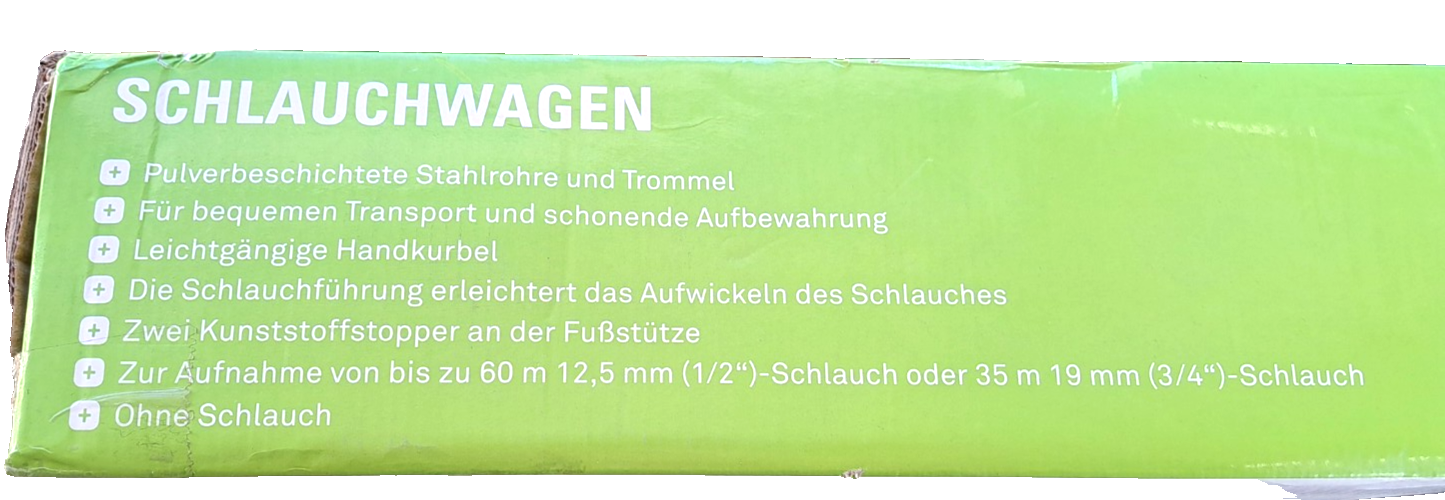 SCHLAUCHWAGEN
Pulverbeschichtete Stahlrohre und Trommel
Für bequemen Transport und schonende Aufbewahrung
Leichtgängige Handkurbel
Die Schlauchführung erleichtert das Aufwickeln des Schlauches
Zwei Kunststoffstopper an der Fußstütze
Zur Aufnahme von bis zu 60 m 12,5 mm (1/2“)-Schlauch oder 35 m 19 mm (3/4“)-Schlauch
Ohne Schlauch